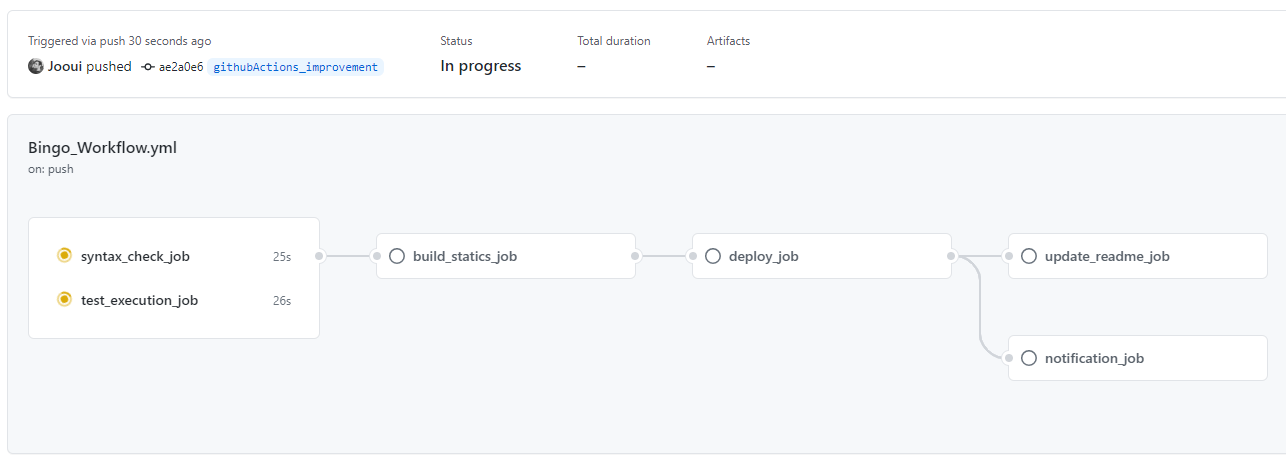 Triggered via push 30 seconds ago
Jooui pushed ae2a0e6 githubActions_improvement
Status
In progress
Total duration
–
Artifacts
–
Bingo_Workflow.yml
on: push
syntax_check_job 25s
test_execution_job 26s
build_statics_job
deploy_job
update_readme_job
notification_job